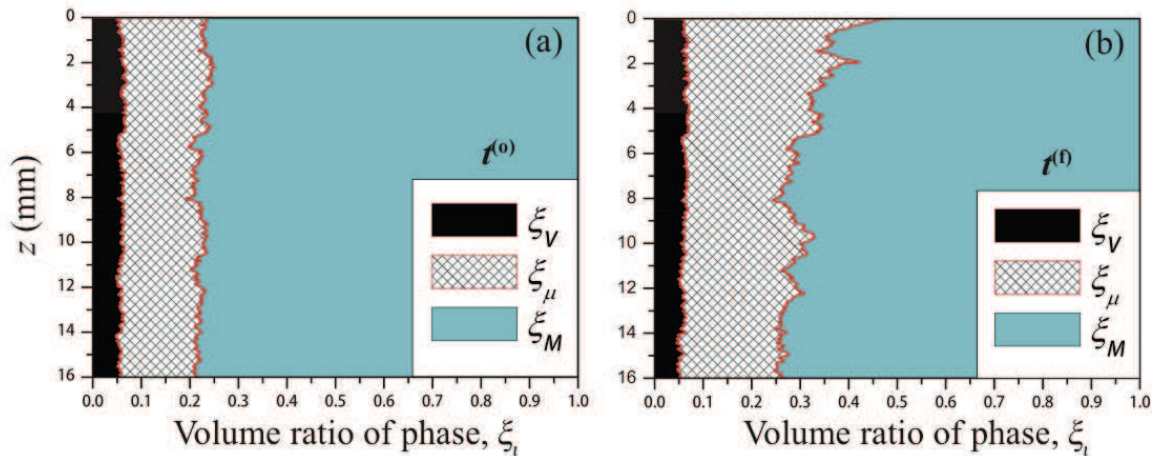 (a)
0
2
4
6
8
10
12
14
16
z (mm)
t(o)
ξV
ξμ
ξM
0.0 0.1 0.2 0.3 0.4 0.5 0.6 0.7 0.8 0.9 1.0
Volume ratio of phase, ξι
(b)
0
2
4
6
8
10
12
14
16
t(f)
ξV
ξμ
ξM
0.0 0.1 0.2 0.3 0.4 0.5 0.6 0.7 0.8 0.9 1.0
Volume ratio of phase, ξι